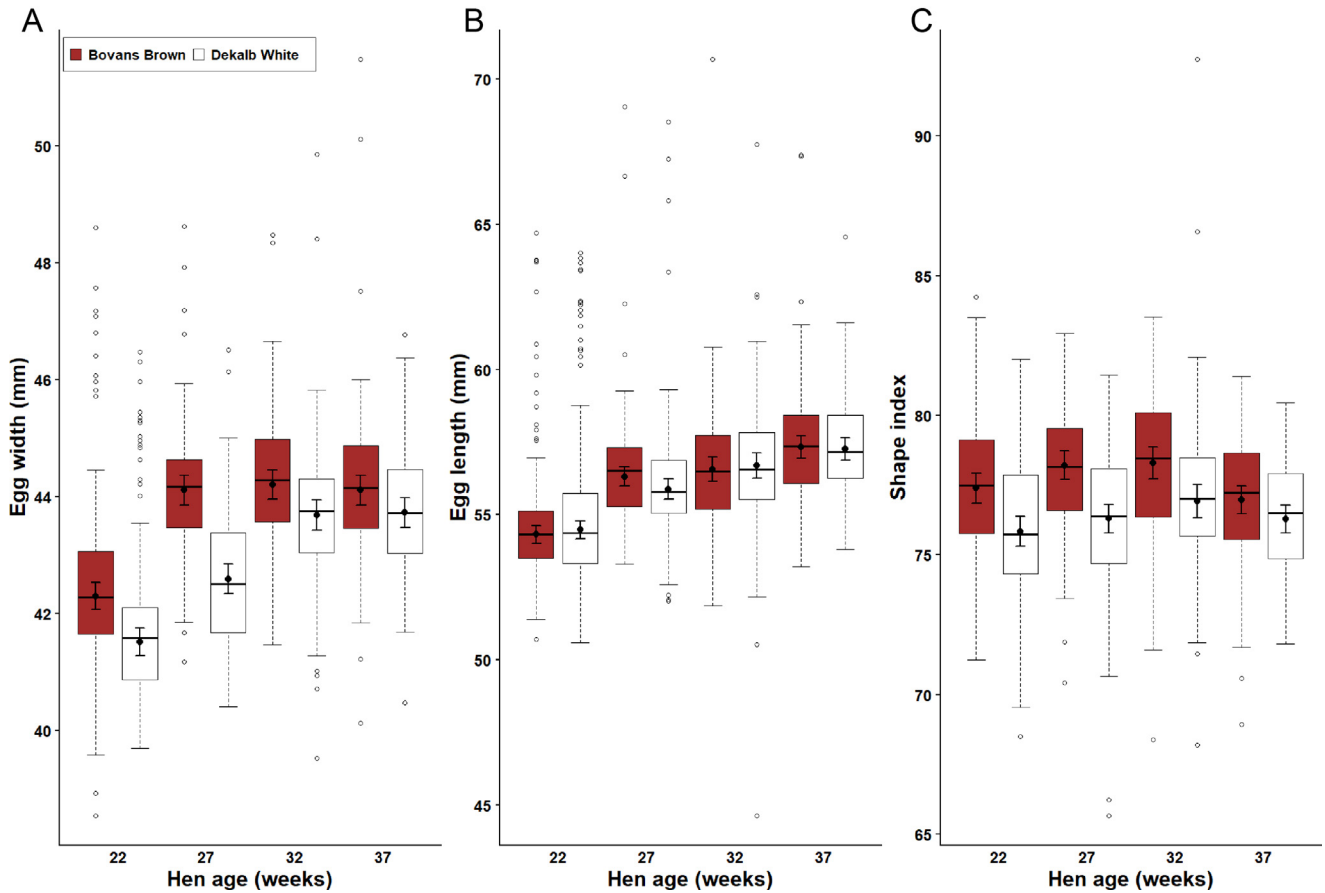 A
Bovans Brown Dekalb White
Egg width (mm)
50
48
46
44
42
40
22 27 32 37
Hen age (weeks)
B
Egg length (mm)
70
65
60
55
50
45
22 27 32 37
Hen age (weeks)
C
Shape index
90
85
80
75
70
65
22 27 32 37
Hen age (weeks)